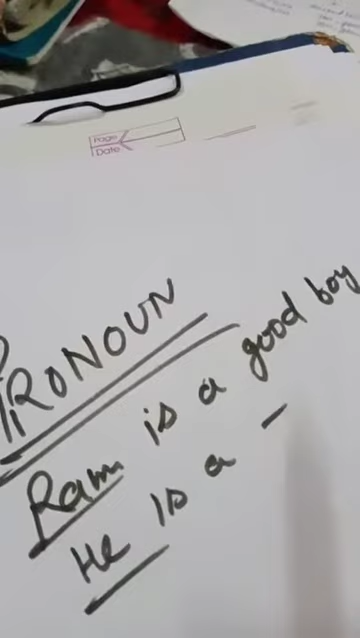 Page
Date
PRONOUN
Ram is a good boy
He is a –